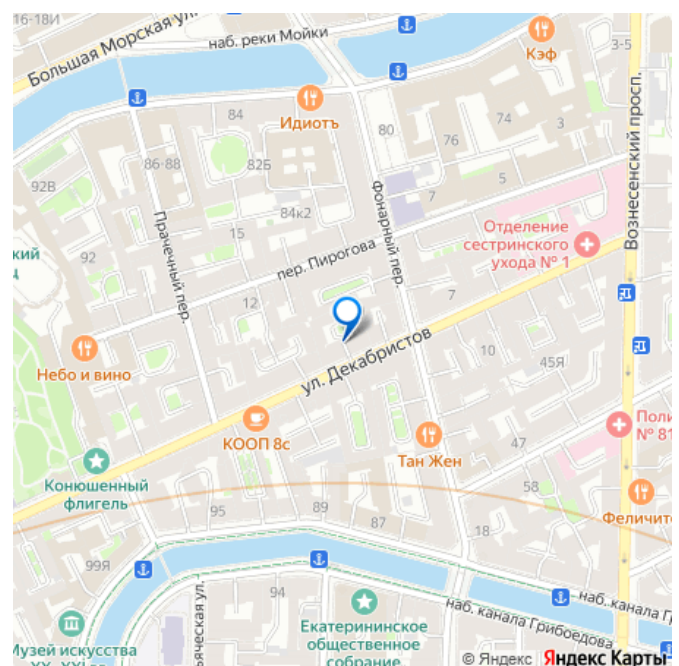 16-18И
Большая Морская ул.
наб. реки Мойки
Кэф
3-5
Вознесенский просп.
84
Идиотъ
80
76
74
3
86-88
82Б
92В
84к2
7
5
Фонарный пер.
Прачечный пер.
15
пер. Пирогова
Отделение
сестринского
ухода № 1
92
12
7
Небо и вино
ул. Декабристов
10
45Я
КООП 8с
Тан Жен
47
№ 81
Конюшенный
флигель
58
95
89
87
18
99Я
94
Екатерининское
общественное
собрание
наб. канала Грибоедова
Музей искусства
© Яндекс
Яндекс Карты